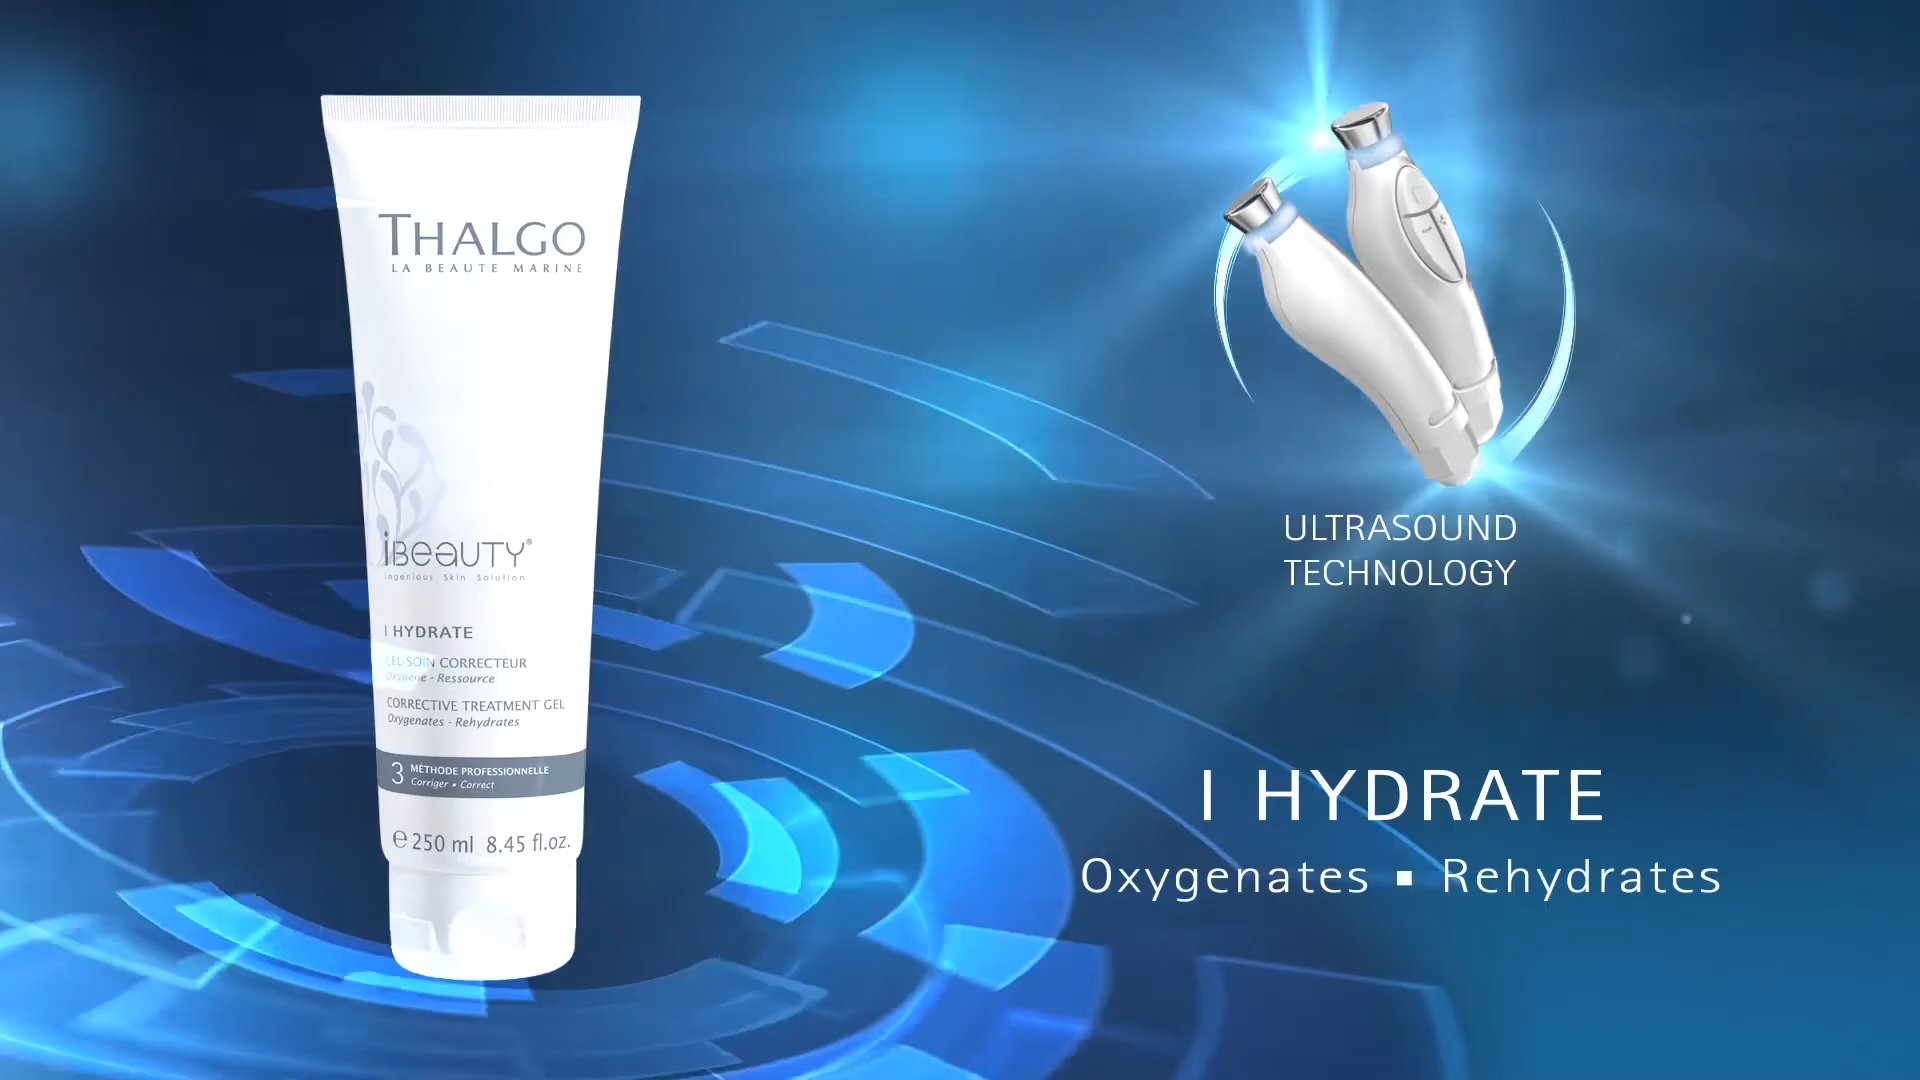 THALGO
LA BEAUTE MARINE
iBEAUTY®
Ingenious Skin Solution
I HYDRATE
GEL SOIN CORRECTEUR
Oxygène - Ressource
CORRECTIVE TREATMENT GEL
Oxygenates - Rehydrates
3 MÉTHODE PROFESSIONNELLE
Corriger • Correct
℮ 250 ml 8.45 fl.oz.
ULTRASOUND
TECHNOLOGY
I HYDRATE
Oxygenates ▪ Rehydrates